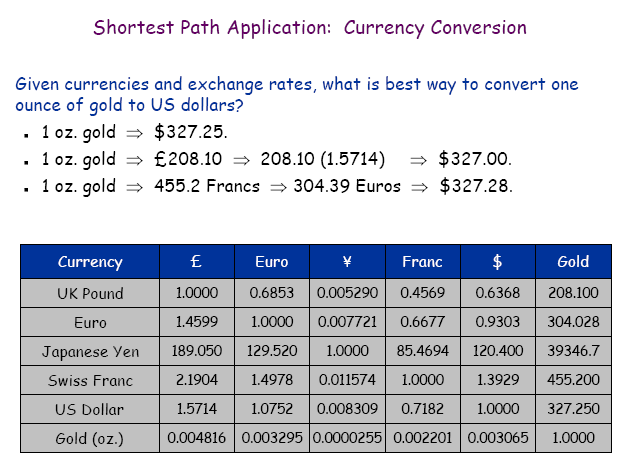 Shortest Path Application: Currency Conversion
Given currencies and exchange rates, what is best way to convert one
ounce of gold to US dollars?
▪ 1 oz. gold ⇒ $327.25.
▪ 1 oz. gold ⇒ £208.10 ⇒ 208.10 (1.5714) ⇒ $327.00.
▪ 1 oz. gold ⇒ 455.2 Francs ⇒ 304.39 Euros ⇒ $327.28.
Currency £ Euro ¥ Franc $ Gold
UK Pound 1.0000 0.6853 0.005290 0.4569 0.6368 208.100
Euro 1.4599 1.0000 0.007721 0.6677 0.9303 304.028
Japanese Yen 189.050 129.520 1.0000 85.4694 120.400 39346.7
Swiss Franc 2.1904 1.4978 0.011574 1.0000 1.3929 455.200
US Dollar 1.5714 1.0752 0.008309 0.7182 1.0000 327.250
Gold (oz.) 0.004816 0.003295 0.0000255 0.002201 0.003065 1.0000